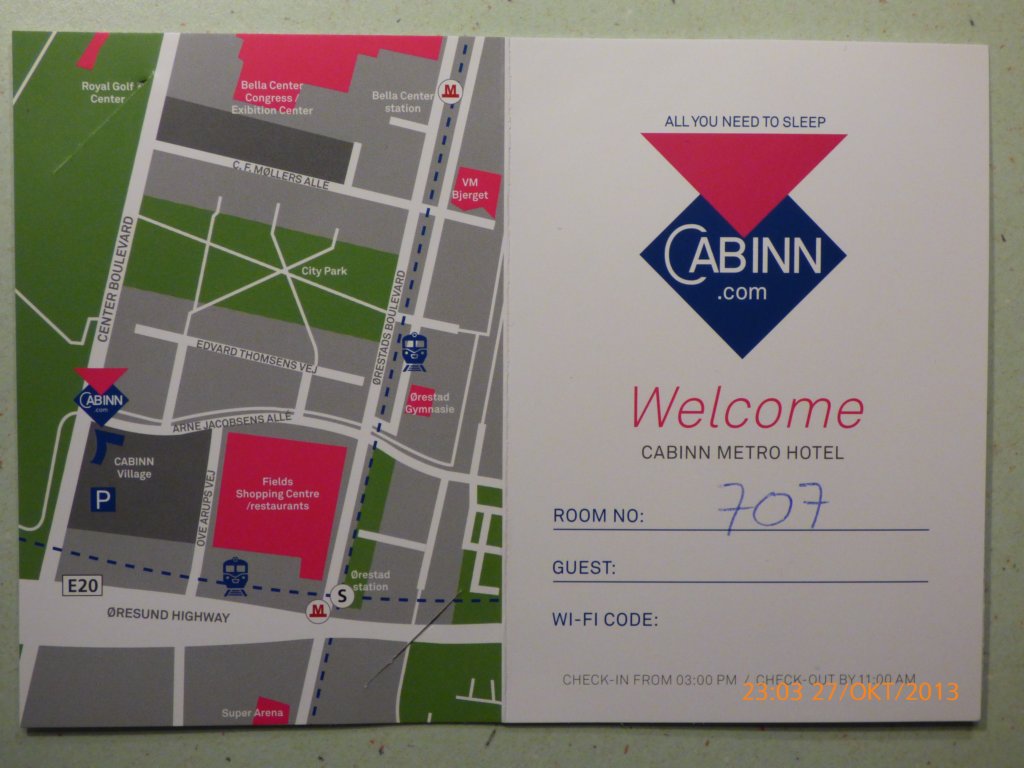 Royal Golf
Center
Bella Center
Congress/
Exibition Center
Bella Center
station
M
C. F. MØLLERS ALLÉ
VM
Bjerget
CENTER BOULEVARD
City Park
ØRESTADS BOULEVARD
EDVARD THOMSENS VEJ
CABINN
.com
Ørestad
Gymnasie
ARNE JACOBSENS ALLÉ
CABINN
Village
P
OVE ARUPS VEJ
Fields
Shopping Centre
/restaurants
E20
Ørestad
station
S
M
ØRESUND HIGHWAY
Super Arena
ALL YOU NEED TO SLEEP
CABINN
.com
Welcome
CABINN METRO HOTEL
ROOM NO: 707
GUEST:
WI-FI CODE:
CHECK-IN FROM 03:00 PM / CHECK-OUT BY 11:00 AM
23:03 27/OKT/2013